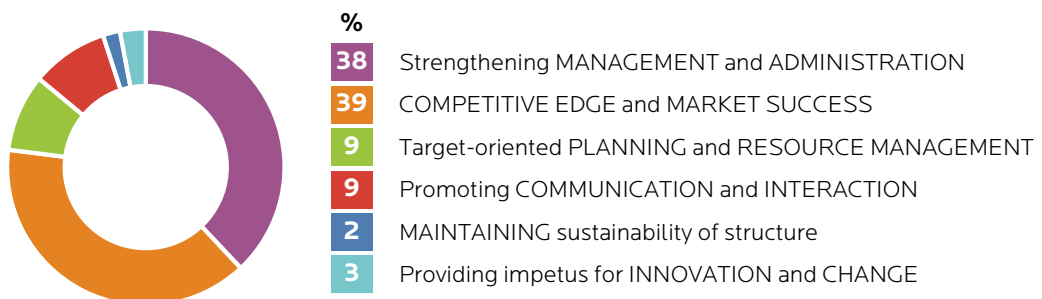 %
38 Strengthening MANAGEMENT and ADMINISTRATION
39 COMPETITIVE EDGE and MARKET SUCCESS
9 Target-oriented PLANNING and RESOURCE MANAGEMENT
9 Promoting COMMUNICATION and INTERACTION
2 MAINTAINING sustainability of structure
3 Providing impetus for INNOVATION and CHANGE